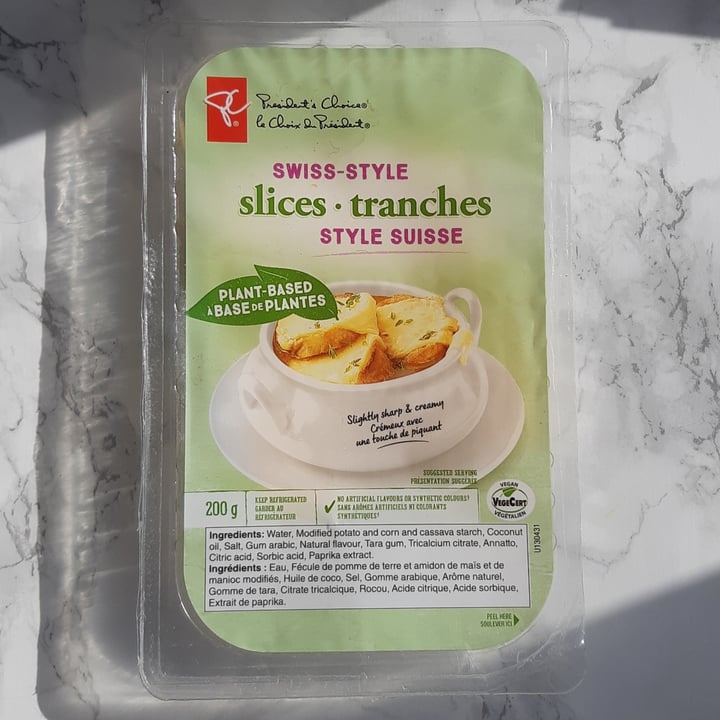 PC®
President's Choice®
le Choix du Président®
SWISS-STYLE
slices · tranches
STYLE SUISSE
PLANT-BASED
À BASE DE PLANTES
Slightly sharp & creamy
Crémeux avec
une touche de piquant
SUGGESTED SERVING
PRÉSENTATION SUGGÉRÉE
200 g
KEEP REFRIGERATED
GARDER AU
RÉFRIGÉRATEUR
NO ARTIFICIAL FLAVOURS OR SYNTHETIC COLOURS†
SANS ARÔMES ARTIFICIELS NI COLORANTS
SYNTHÉTIQUES†
VEGAN
VEGECERT
VÉGÉTALIEN
Ingredients: Water, Modified potato and corn and cassava starch, Coconut
oil, Salt, Gum arabic, Natural flavour, Tara gum, Tricalcium citrate, Annatto,
Citric acid, Sorbic acid, Paprika extract.
Ingrédients : Eau, Fécule de pomme de terre et amidon de maïs et de
manioc modifiés, Huile de coco, Sel, Gomme arabique, Arôme naturel,
Gomme de tara, Citrate tricalcique, Rocou, Acide citrique, Acide sorbique,
Extrait de paprika.
U130431
PEEL HERE
SOULEVER ICI